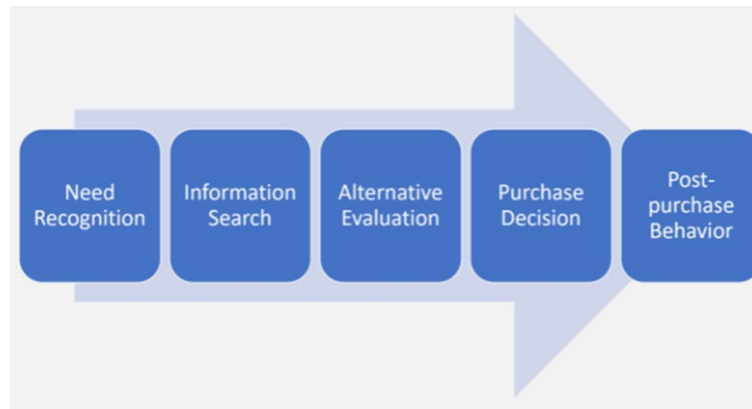 Need
Recognition
Information
Search
Alternative
Evaluation
Purchase
Decision
Post-
purchase
Behavior